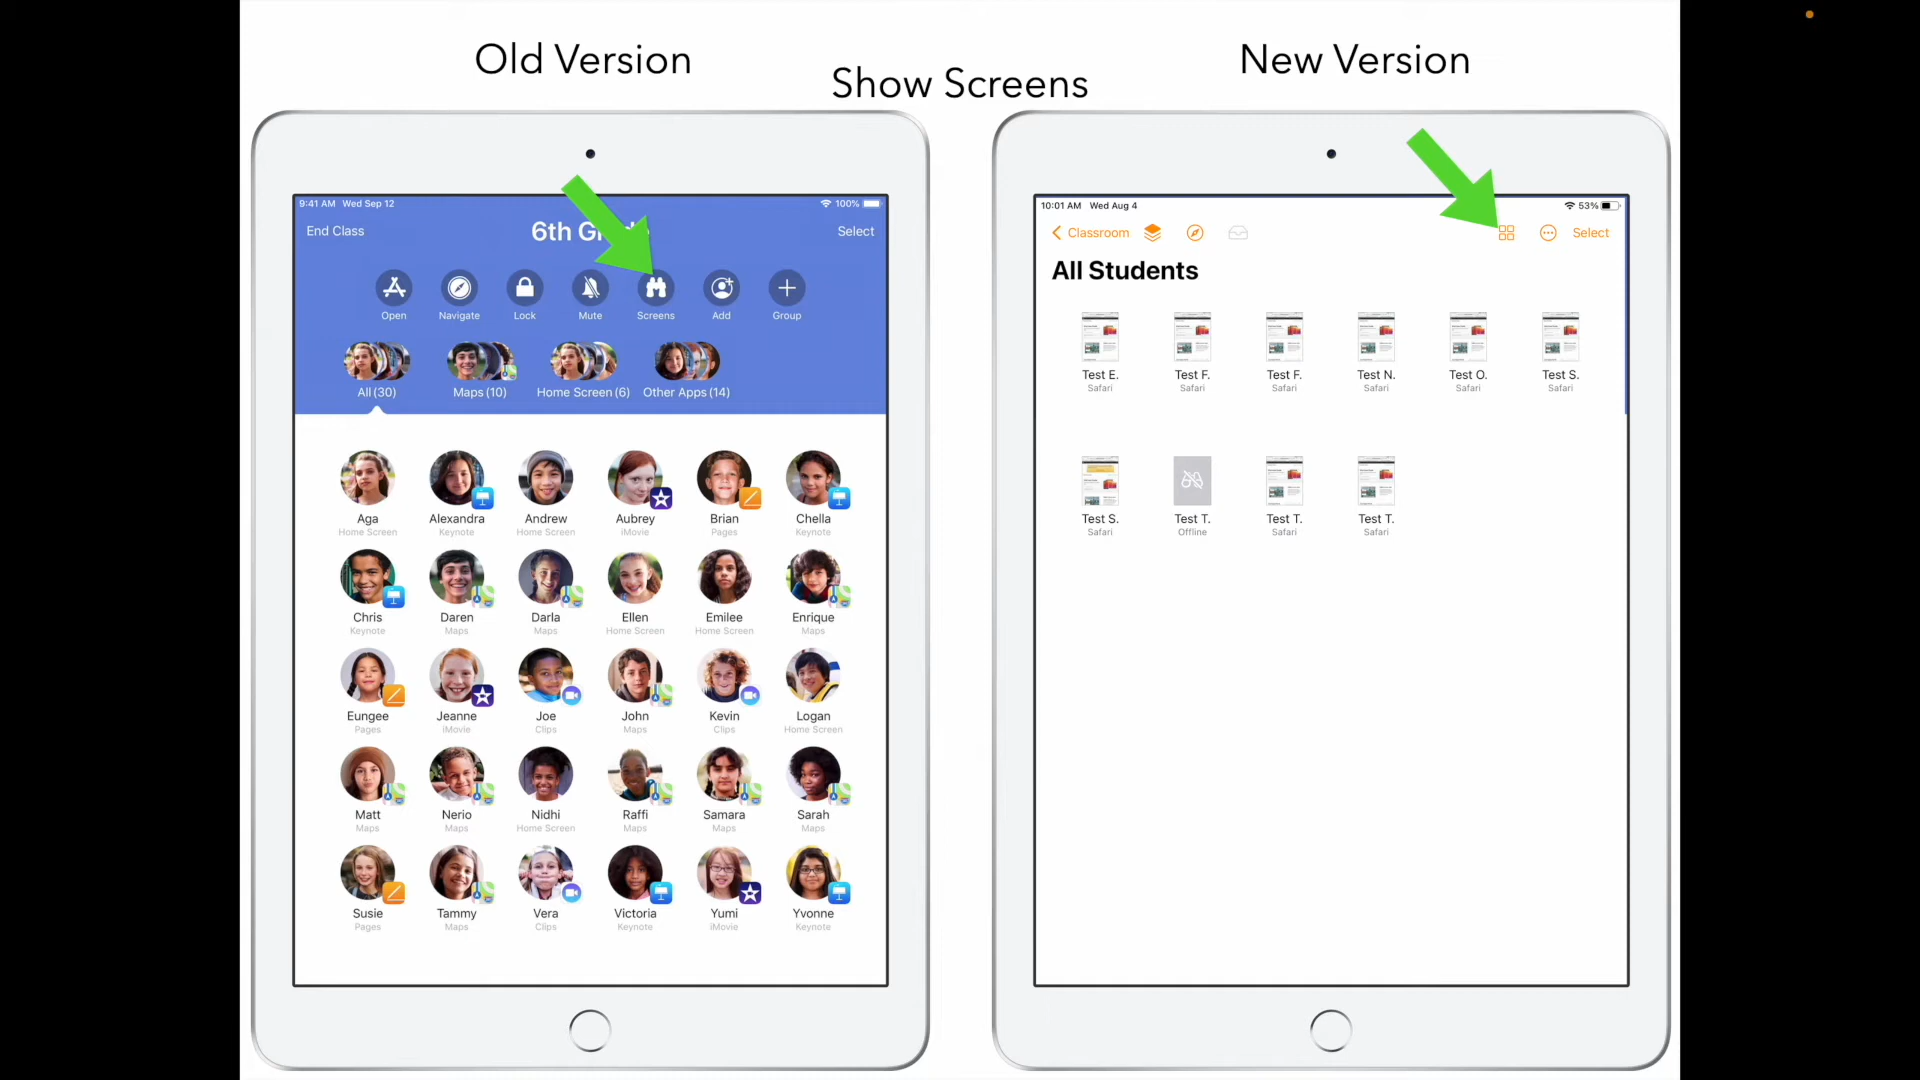 Old Version
Show Screens
New Version
9:41 AM Wed Sep 12
100%
End Class
6th Gr de
Select
Open
Navigate
Lock
Mute
Screens
Add
Group
All (30)
Maps (10)
Home Screen (6)
Other Apps (14)
Aga
Alexandra
Andrew
Aubrey
Brian
Chella
Home Screen
Keynote
Home Screen
iMovie
Pages
Keynote
Chris
Daren
Darla
Ellen
Emilee
Enrique
Keynote
Maps
Maps
Home Screen
Home Screen
Maps
Eungee
Jeanne
Joe
John
Kevin
Logan
Pages
iMovie
Clips
Maps
Clips
Home Screen
Matt
Nerio
Nidhi
Raffi
Samara
Sarah
Maps
Maps
Home Screen
Maps
Maps
Maps
Susie
Tammy
Vera
Victoria
Yumi
Yvonne
Pages
Maps
Clips
Keynote
iMovie
Keynote
10:01 AM Wed Aug 4
53%
Classroom
Select
All Students
Test E.
Test F.
Test F.
Test N.
Test O.
Test S.
Safari
Safari
Safari
Safari
Safari
Safari
Test S.
Test T.
Test T.
Test T.
Safari
Offline
Safari
Safari